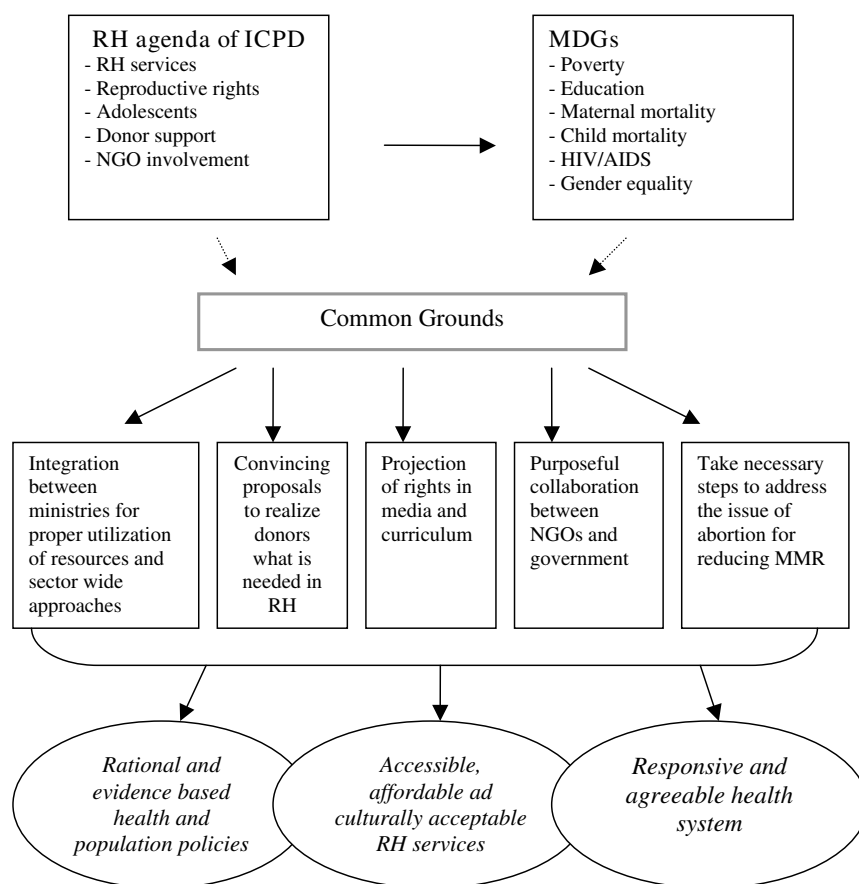 RH agenda of ICPD
- RH services
- Reproductive rights
- Adolescents
- Donor support
- NGO involvement
MDGs
- Poverty
- Education
- Maternal mortality
- Child mortality
- HIV/AIDS
- Gender equality
Common Grounds
Integration
between
ministries for
proper utilization
of resources and
sector wide
approaches
Convincing
proposals
to realize
donors
what is
needed in
RH
Projection
of rights in
media and
curriculum
Purposeful
collaboration
between
NGOs and
government
Take necessary
steps to address
the issue of
abortion for
reducing MMR
Rational and
evidence based
health and
population policies
Accessible,
affordable ad
culturally acceptable
RH services
Responsive and
agreeable health
system